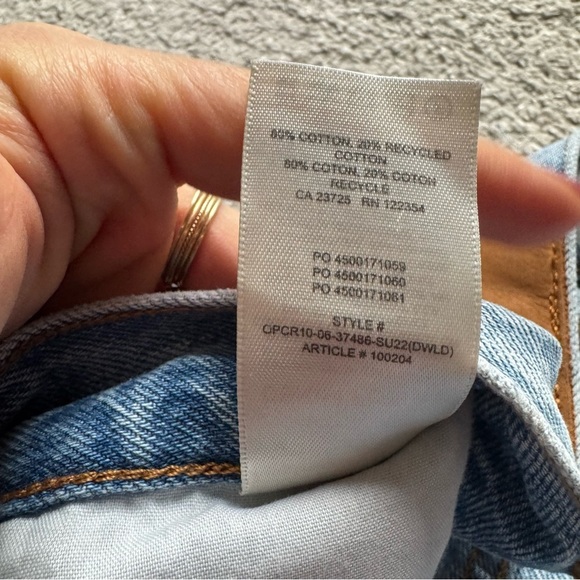 80% COTTON, 20% RECYCLED
COTTON
80% COTON, 20% COTON
RECYCLE
CA 23725 RN 122354
PO 4500171059
PO 4500171060
PO 4500171061
STYLE #
OPCR10-06-37486-SU22(DWLD)
ARTICLE # 100204